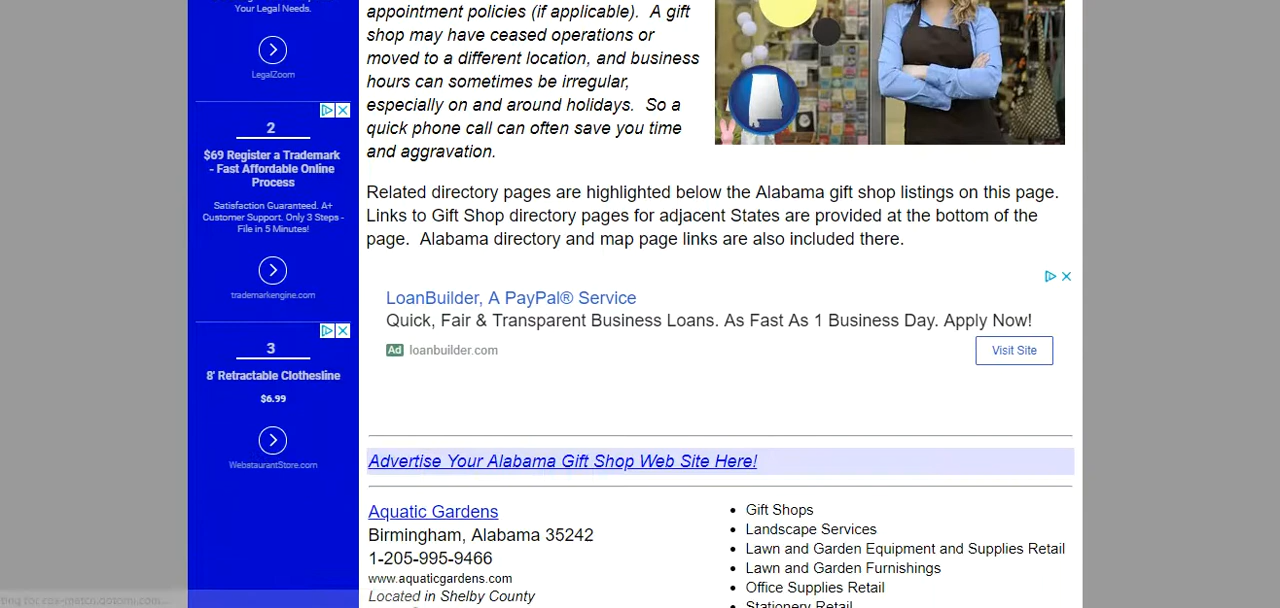 Your Legal Needs.
LegalZoom
2
$69 Register a Trademark
- Fast Affordable Online
Process
Satisfaction Guaranteed. A+
Customer Support. Only 3 Steps -
File in 5 Minutes!
trademarkengine.com
3
8' Retractable Clothesline
$6.99
WebstaurantStore.com
appointment policies (if applicable).  A gift
shop may have ceased operations or
moved to a different location, and business
hours can sometimes be irregular,
especially on and around holidays.  So a
quick phone call can often save you time
and aggravation.
Related directory pages are highlighted below the Alabama gift shop listings on this page.
Links to Gift Shop directory pages for adjacent States are provided at the bottom of the
page.  Alabama directory and map page links are also included there.
LoanBuilder, A PayPal® Service
Quick, Fair & Transparent Business Loans. As Fast As 1 Business Day. Apply Now!
Ad loanbuilder.com
Visit Site
Advertise Your Alabama Gift Shop Web Site Here!
Aquatic Gardens
Birmingham, Alabama 35242
1-205-995-9466
www.aquaticgardens.com
Located in Shelby County
• Gift Shops
• Landscape Services
• Lawn and Garden Equipment and Supplies Retail
• Lawn and Garden Furnishings
• Office Supplies Retail
• Stationery Retail